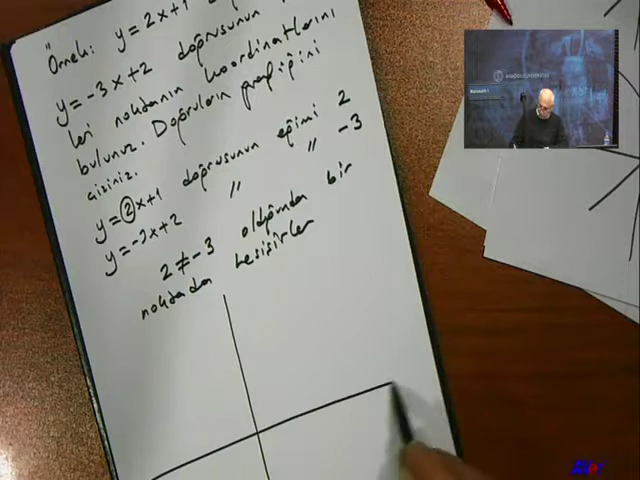 Örnek: y=2x+1
y=-3x+2 doğrusunun
leri noktanın koordinatlarını
bulunuz. Doğruların grafiğini
çiziniz.
y=2x+1 doğrusunun eğimi 2
y=-3x+2 " " -3
2≠-3 olduğundan bir
noktadan kesişirler